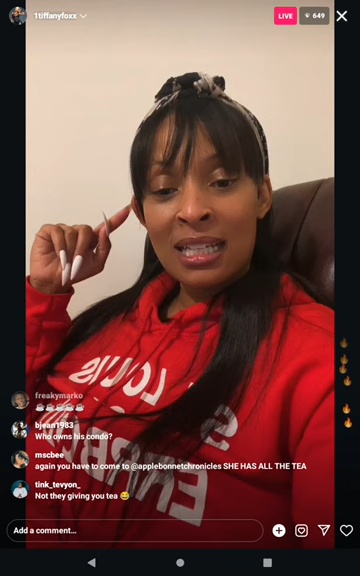 1tiffanyfoxx
LIVE
649
freakymarko
☕☕☕☕☕
bjean1983
Who owns his condo?
mscbee
again you have to come to @applebonnetchronicles SHE HAS ALL THE TEA
tink_tevyon_
Not they giving you tea 😂
Add a comment...